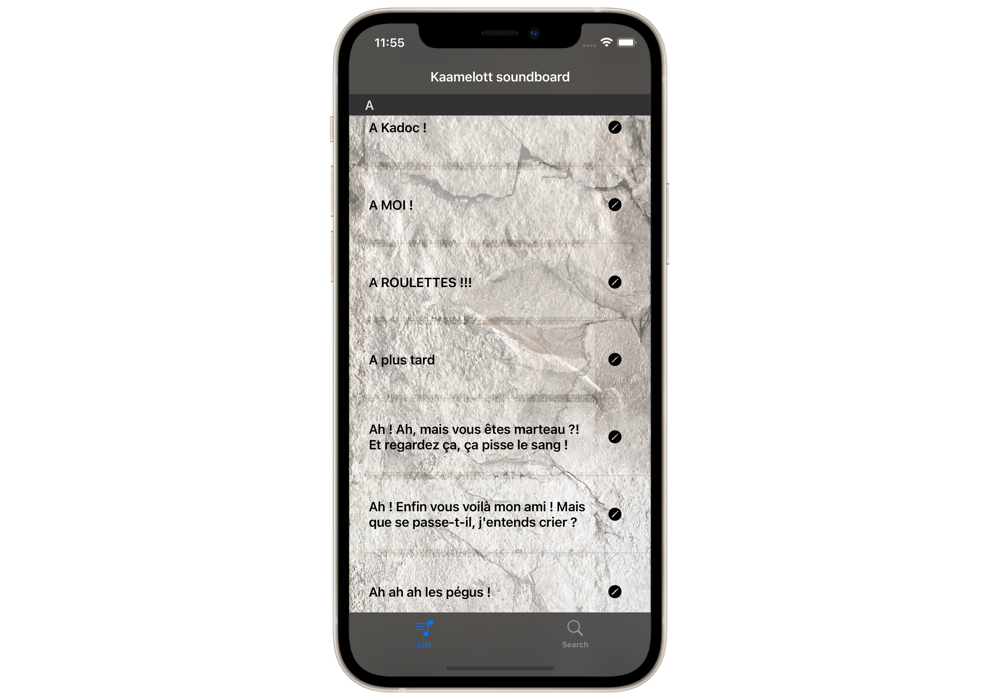 11:55
Kaamelott soundboard
A
A Kadoc !
A MOI !
A ROULETTES !!!
A plus tard
Ah ! Ah, mais vous êtes marteau ?!
Et regardez ça, ça pisse le sang !
Ah ! Enfin vous voilà mon ami ! Mais
que se passe-t-il, j'entends crier ?
Ah ah ah les pégus !
List
Search